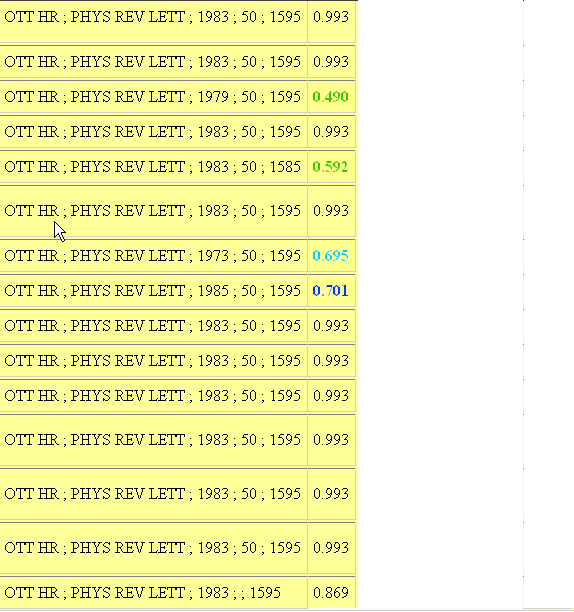 OTT HR ; PHYS REV LETT ; 1983 ; 50 ; 1595 0.993
OTT HR ; PHYS REV LETT ; 1983 ; 50 ; 1595 0.993
OTT HR ; PHYS REV LETT ; 1979 ; 50 ; 1595 0.490
OTT HR ; PHYS REV LETT ; 1983 ; 50 ; 1595 0.993
OTT HR ; PHYS REV LETT ; 1983 ; 50 ; 1585 0.592
OTT HR ; PHYS REV LETT ; 1983 ; 50 ; 1595 0.993
OTT HR ; PHYS REV LETT ; 1973 ; 50 ; 1595 0.695
OTT HR ; PHYS REV LETT ; 1985 ; 50 ; 1595 0.701
OTT HR ; PHYS REV LETT ; 1983 ; 50 ; 1595 0.993
OTT HR ; PHYS REV LETT ; 1983 ; 50 ; 1595 0.993
OTT HR ; PHYS REV LETT ; 1983 ; 50 ; 1595 0.993
OTT HR ; PHYS REV LETT ; 1983 ; 50 ; 1595 0.993
OTT HR ; PHYS REV LETT ; 1983 ; 50 ; 1595 0.993
OTT HR ; PHYS REV LETT ; 1983 ; 50 ; 1595 0.993
OTT HR ; PHYS REV LETT ; 1983 ; ; 1595 0.869